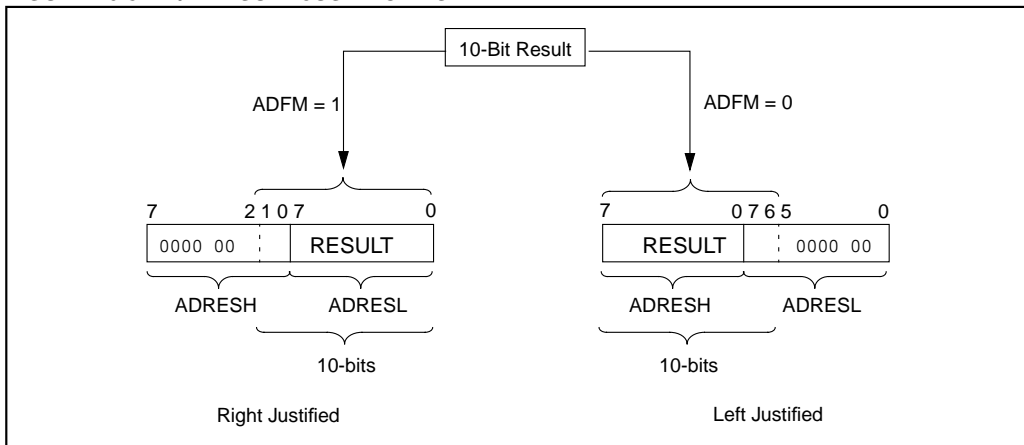 10-Bit Result
ADFM = 1
ADFM = 0
7 2 1 0 7 0
0000 00 RESULT
ADRESH ADRESL
10-bits
Right Justified
7 0 7 6 5 0
RESULT 0000 00
ADRESH ADRESL
10-bits
Left Justified